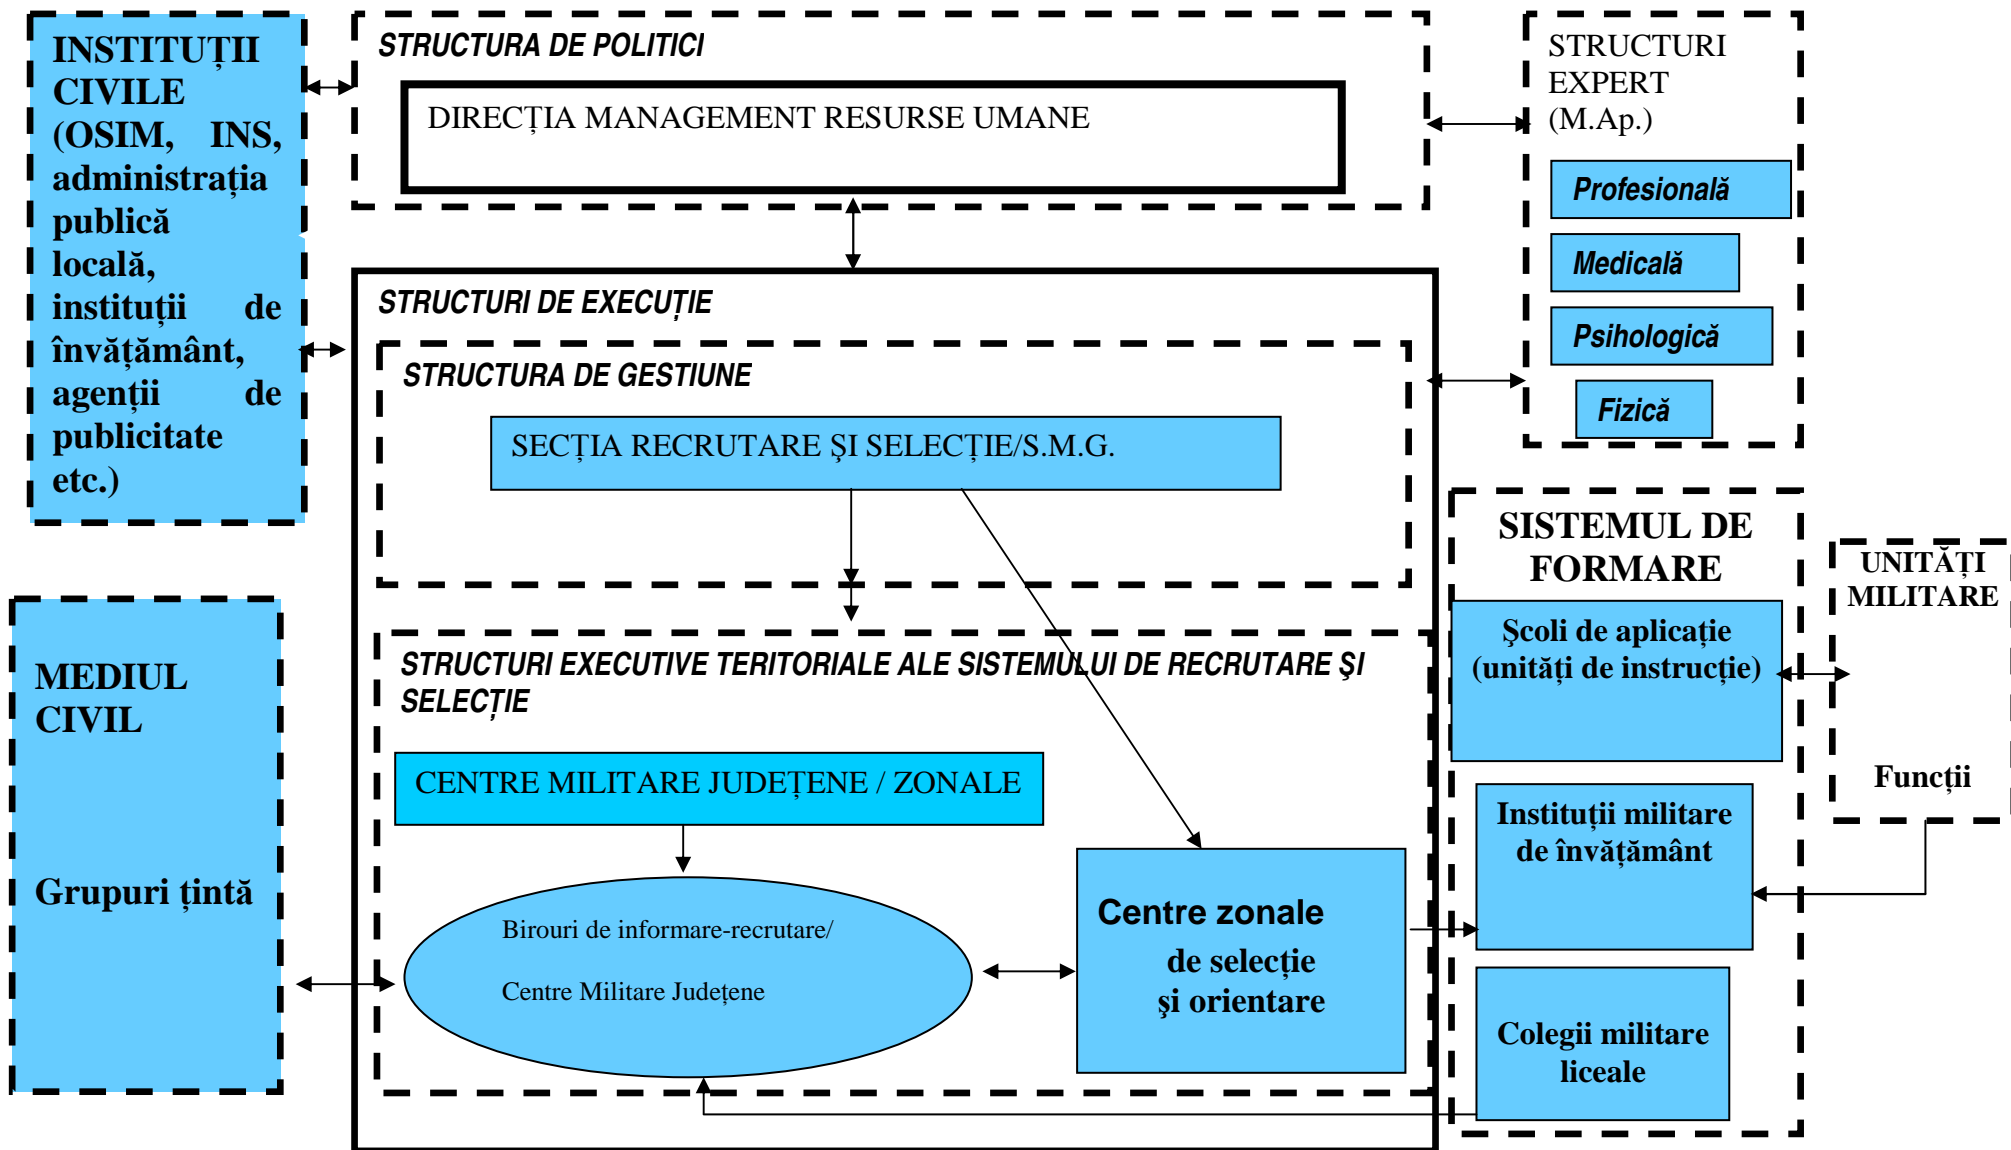 INSTITUȚII
CIVILE
(OSIM, INS,
administrația
publică
locală,
instituții de
învățământ,
agenții de
publicitate
etc.)
STRUCTURA DE POLITICI
DIRECȚIA MANAGEMENT RESURSE UMANE
STRUCTURI
EXPERT
(M.Ap.)
Profesională
Medicală
Psihologică
Fizică
STRUCTURI DE EXECUȚIE
STRUCTURA DE GESTIUNE
SECȚIA RECRUTARE ŞI SELECȚIE/S.M.G.
STRUCTURI EXECUTIVE TERITORIALE ALE SISTEMULUI DE RECRUTARE ŞI
SELECȚIE
CENTRE MILITARE JUDEȚENE / ZONALE
Birouri de informare-recrutare/
Centre Militare Județene
Centre zonale
de selecție
şi orientare
MEDIUL
CIVIL
Grupuri țintă
SISTEMUL DE
FORMARE
Şcoli de aplicație
(unități de instrucție)
Instituții militare
de învățământ
Colegii militare
liceale
UNITĂȚI
MILITARE
Funcții